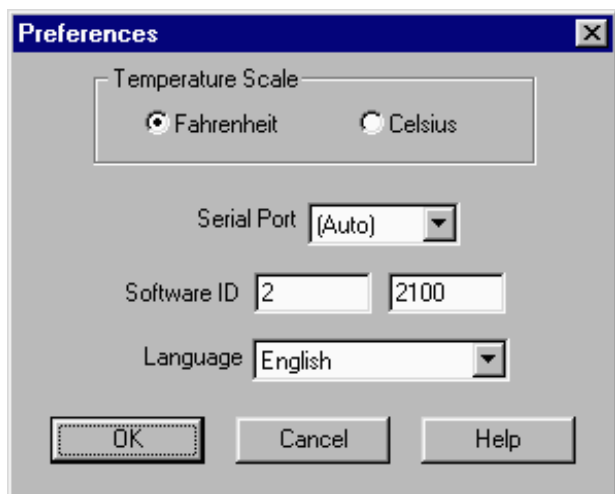 Preferences
Temperature Scale
Fahrenheit Celsius
Serial Port (Auto)
Software ID 2 2100
Language English
OK Cancel Help